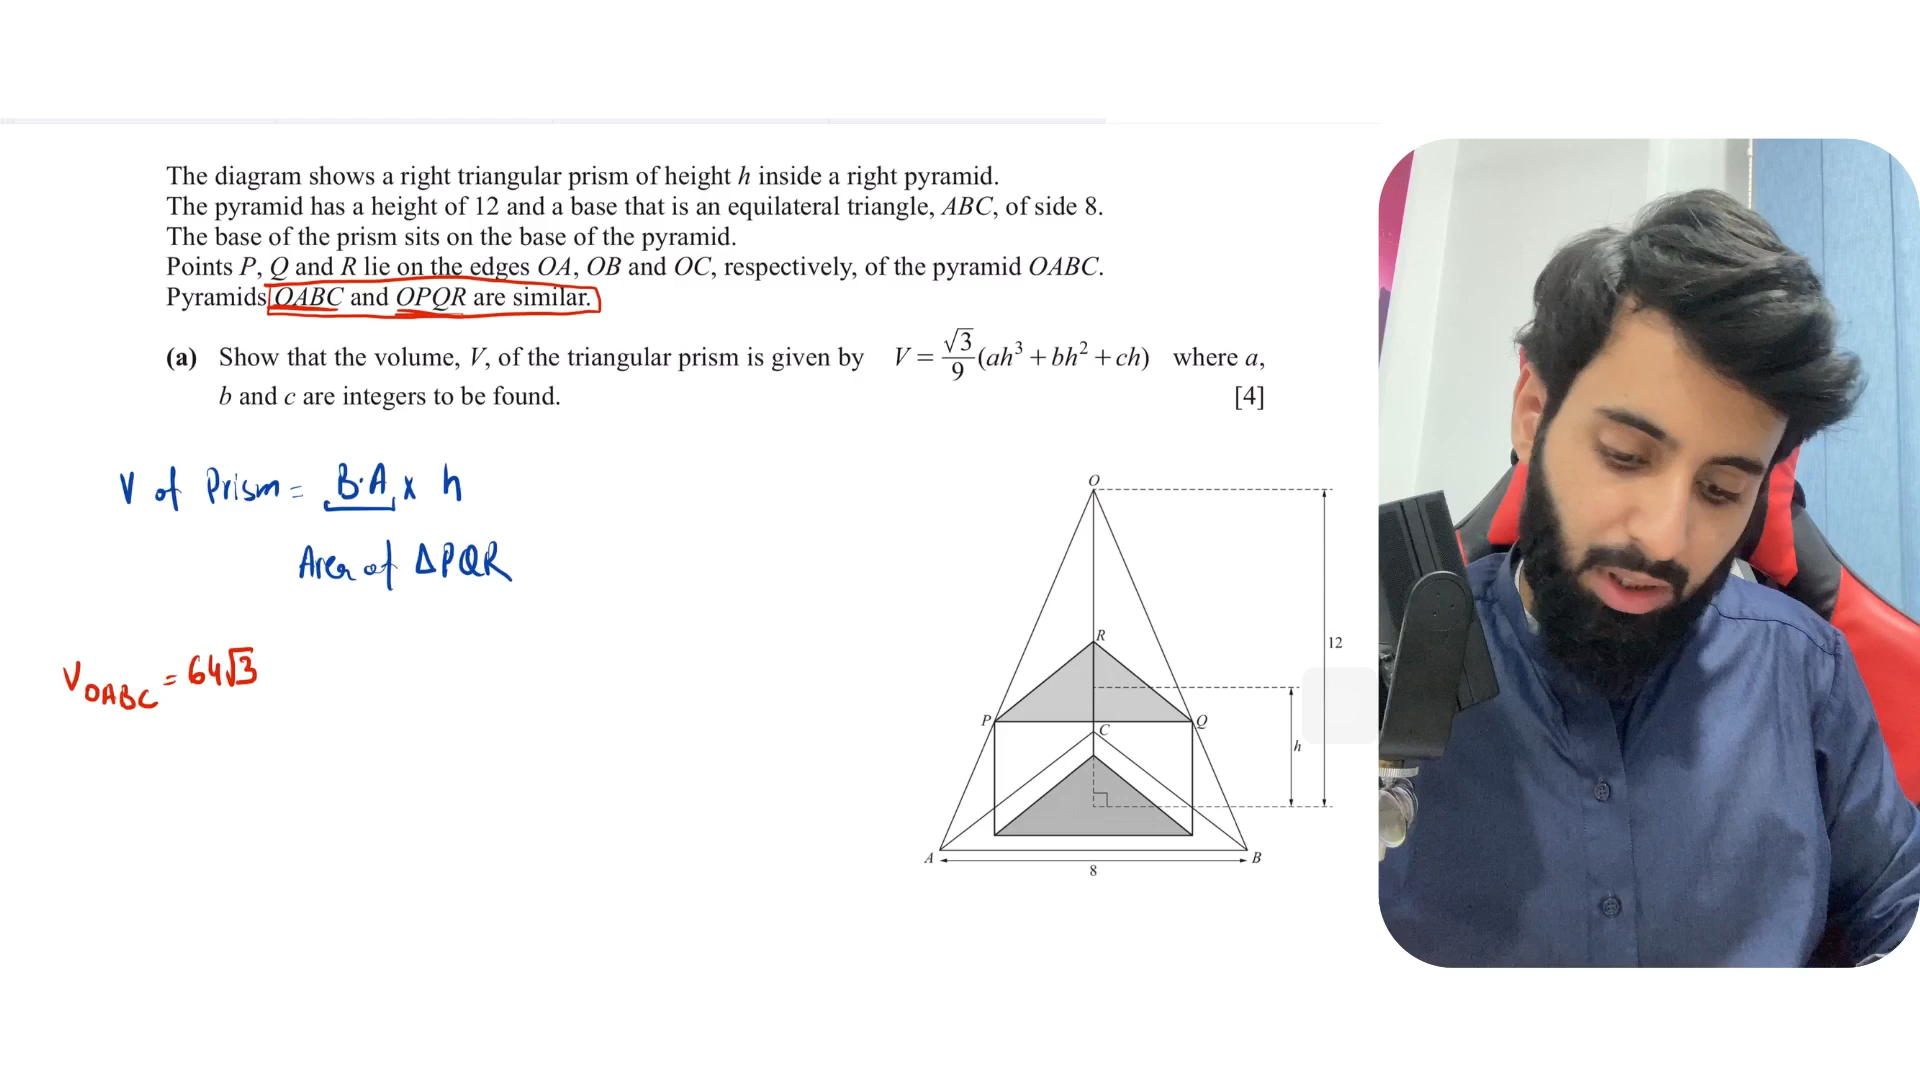 The diagram shows a right triangular prism of height h inside a right pyramid.
The pyramid has a height of 12 and a base that is an equilateral triangle, ABC, of side 8.
The base of the prism sits on the base of the pyramid.
Points P, Q and R lie on the edges OA, OB and OC, respectively, of the pyramid OABC.
Pyramids OABC and OPQR are similar.
(a) Show that the volume, V, of the triangular prism is given by V = √3/9 (ah³ + bh² + ch) where a,
b and c are integers to be found. [4]
V of Prism = B.A × h
Area of ΔPQR
V OABC = 64√3
O
R
12
P
Q
C
h
A
B
8